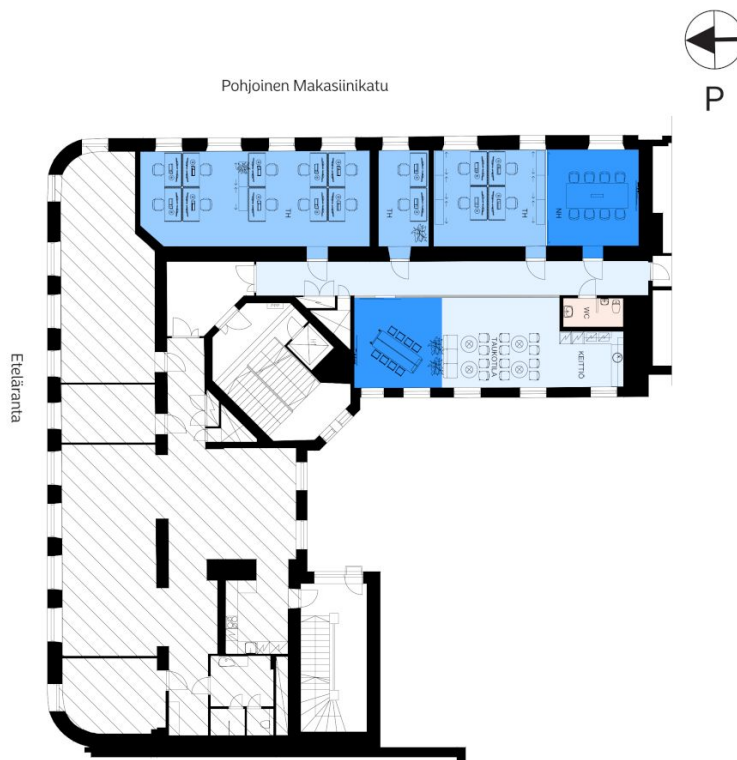 P
Pohjoinen Makasiinikatu
TH
TH
TH
NH
WC
TAUKOTILA
KEITTIÖ
Eteläranta